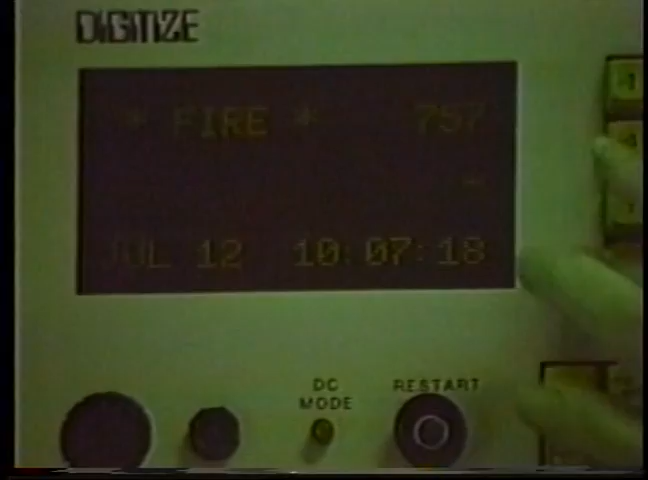 DIGITIZE
* FIRE * 757
-
JUL 12 10:07:18
DC
MODE
RESTART